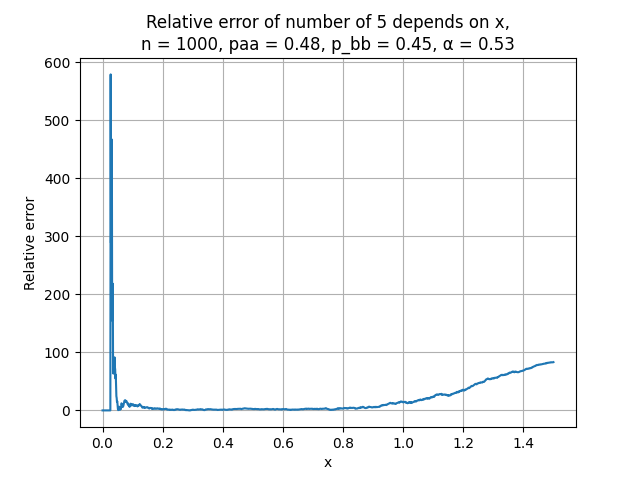 Relative error of number of 5 depends on x,
n = 1000, paa = 0.48, p_bb = 0.45, α = 0.53
600
500
400
300
200
100
0
Relative error
0.0 0.2 0.4 0.6 0.8 1.0 1.2 1.4
x